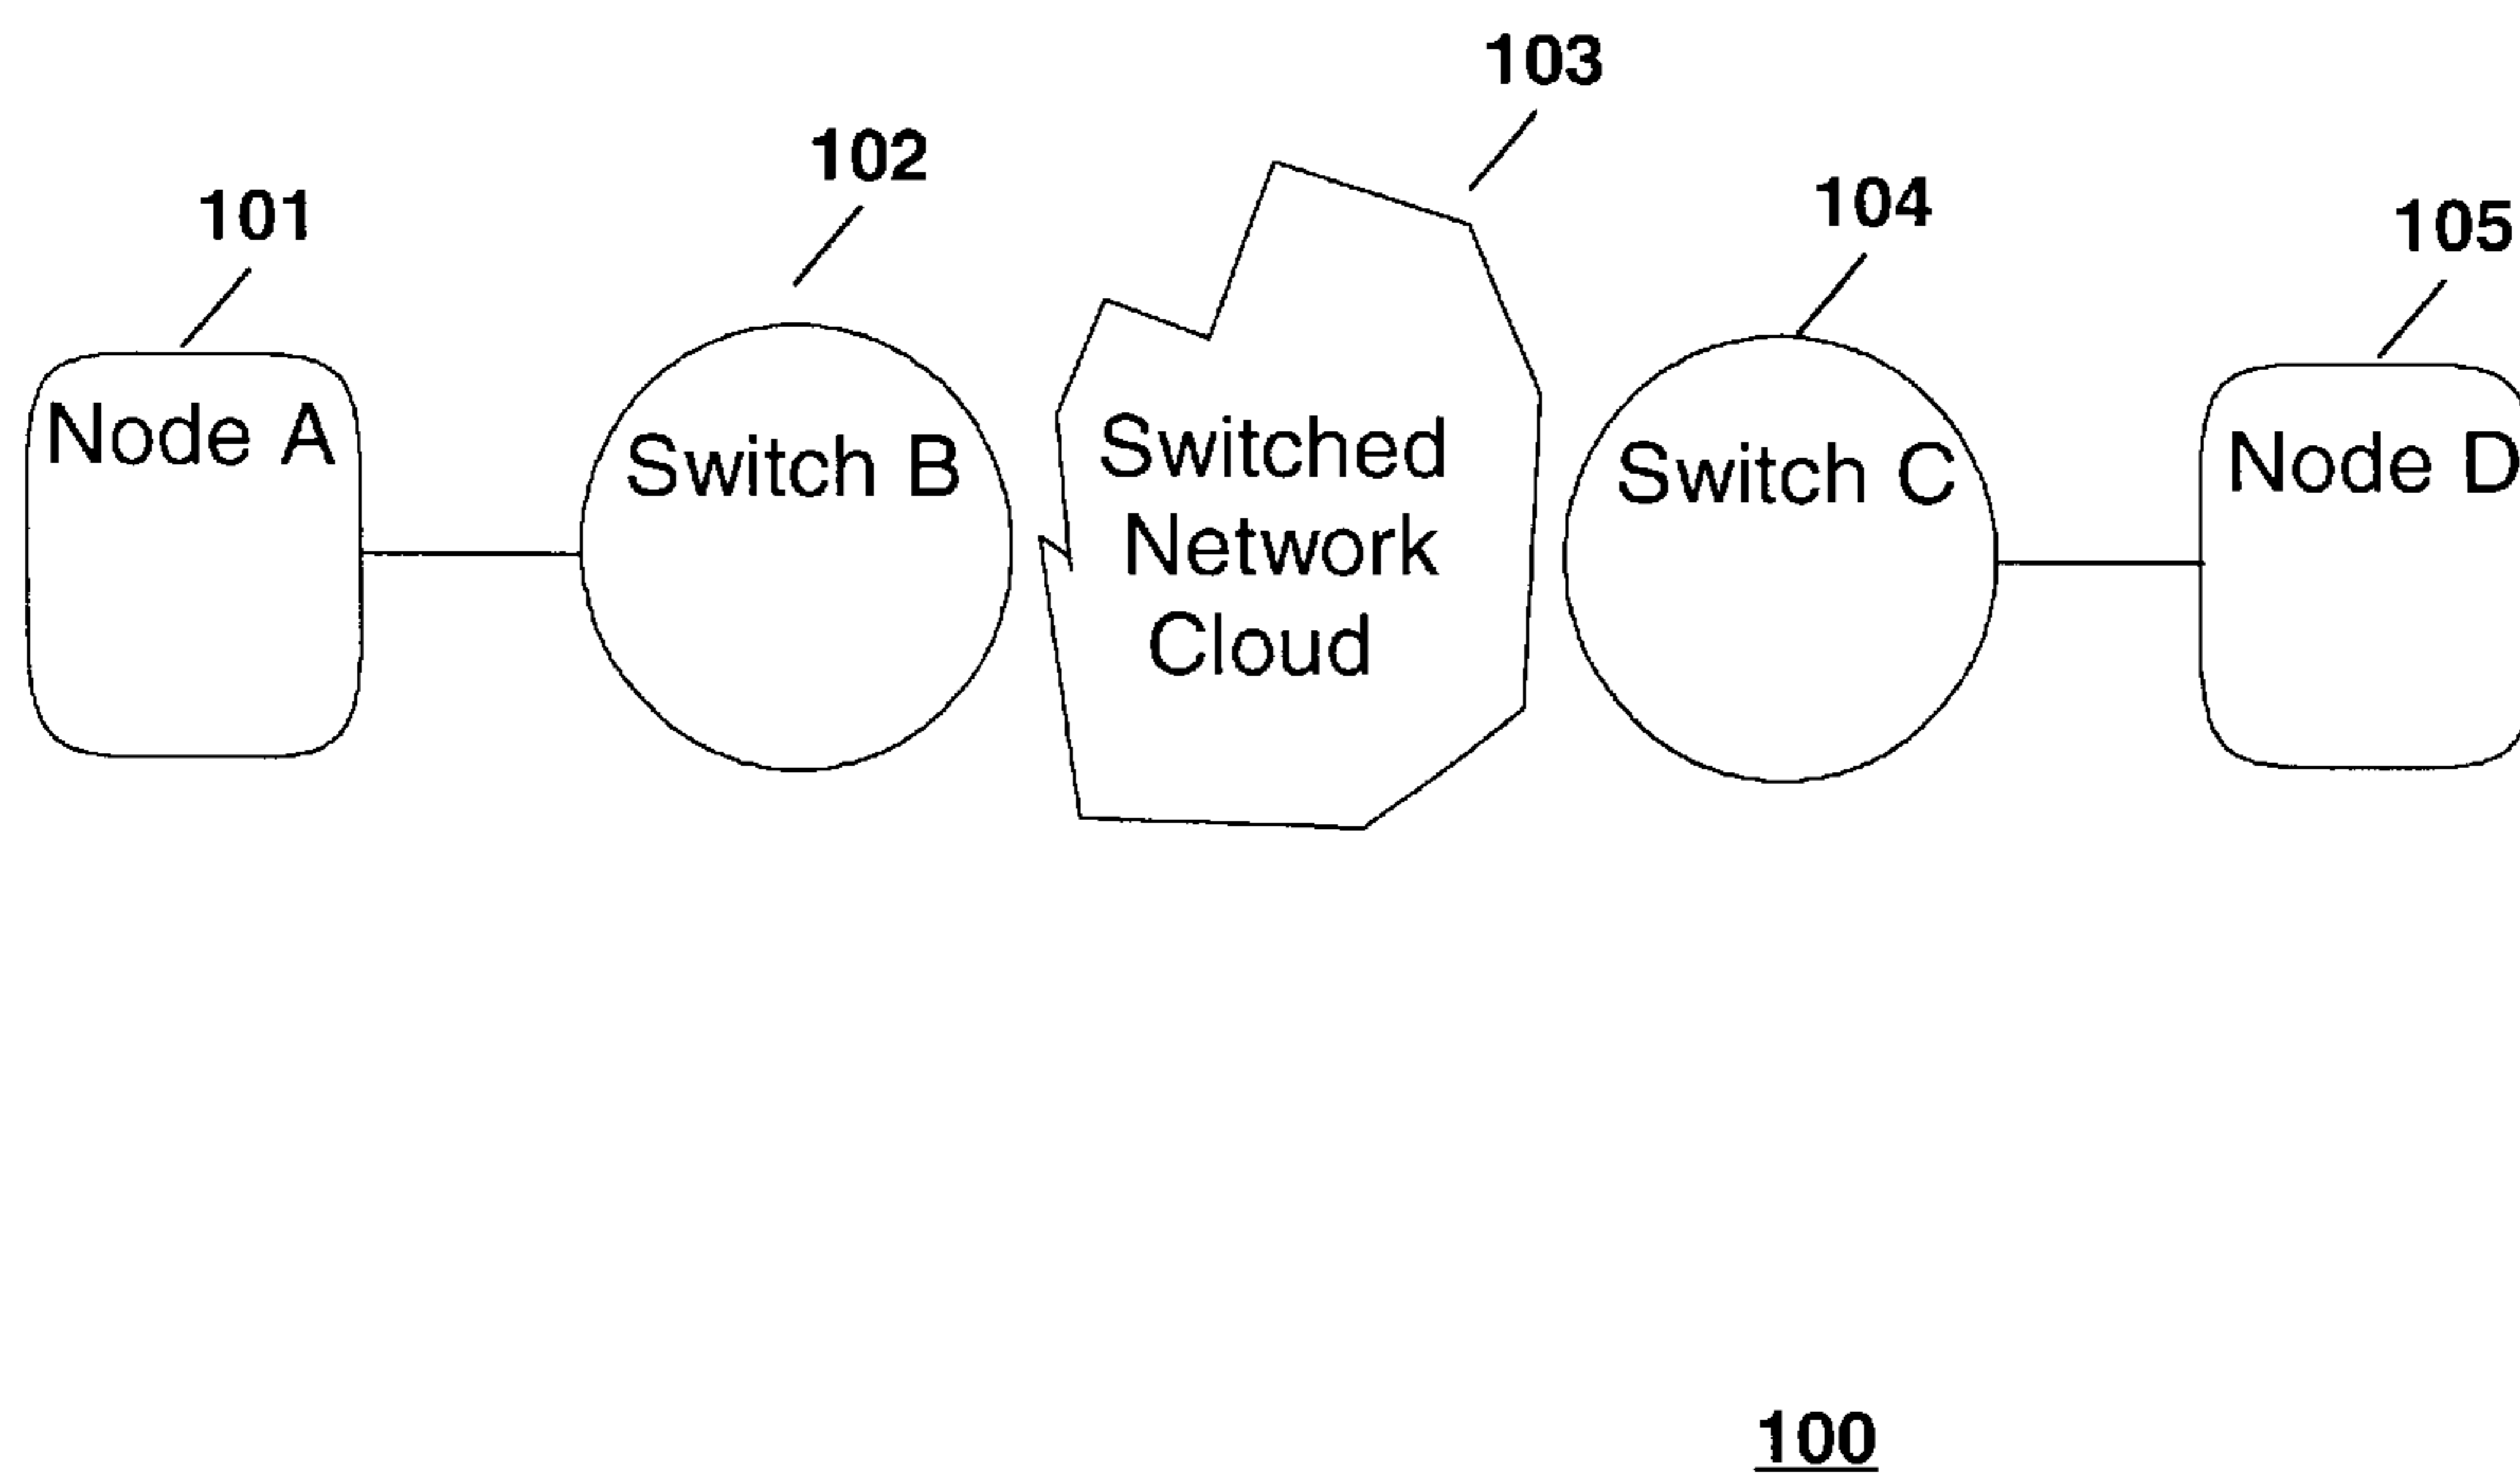 103
102
104
101
105
Node A
Switch B
Switched
Network
Cloud
Switch C
Node D
100